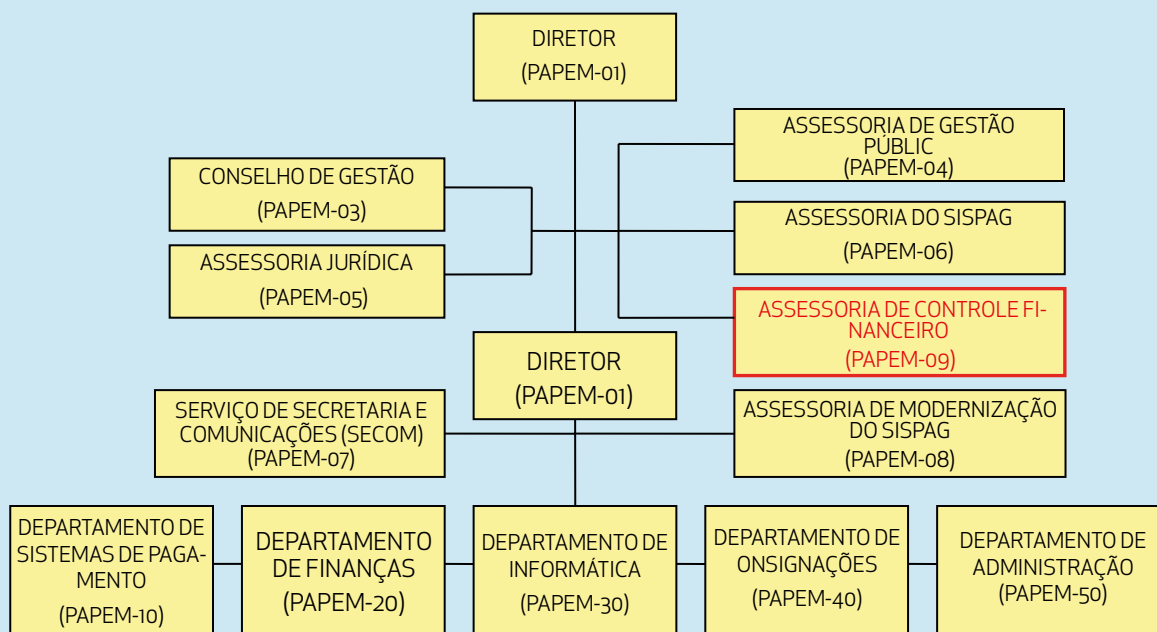 DIRETOR
(PAPEM-01)
ASSESSORIA DE GESTÃO
PÚBLIC
(PAPEM-04)
CONSELHO DE GESTÃO
(PAPEM-03)
ASSESSORIA DO SISPAG
(PAPEM-06)
ASSESSORIA JURÍDICA
(PAPEM-05)
ASSESSORIA DE CONTROLE FI-
NANCEIRO
(PAPEM-09)
DIRETOR
(PAPEM-01)
SERVIÇO DE SECRETARIA E
COMUNICAÇÕES (SECOM)
(PAPEM-07)
ASSESSORIA DE MODERNIZAÇÃO
DO SISPAG
(PAPEM-08)
DEPARTAMENTO DE
SISTEMAS DE PAGA-
MENTO
(PAPEM-10)
DEPARTAMENTO
DE FINANÇAS
(PAPEM-20)
DEPARTAMENTO DE
INFORMÁTICA
(PAPEM-30)
DEPARTAMENTO DE
ONSIGNAÇÕES
(PAPEM-40)
DEPARTAMENTO DE
ADMINISTRAÇÃO
(PAPEM-50)